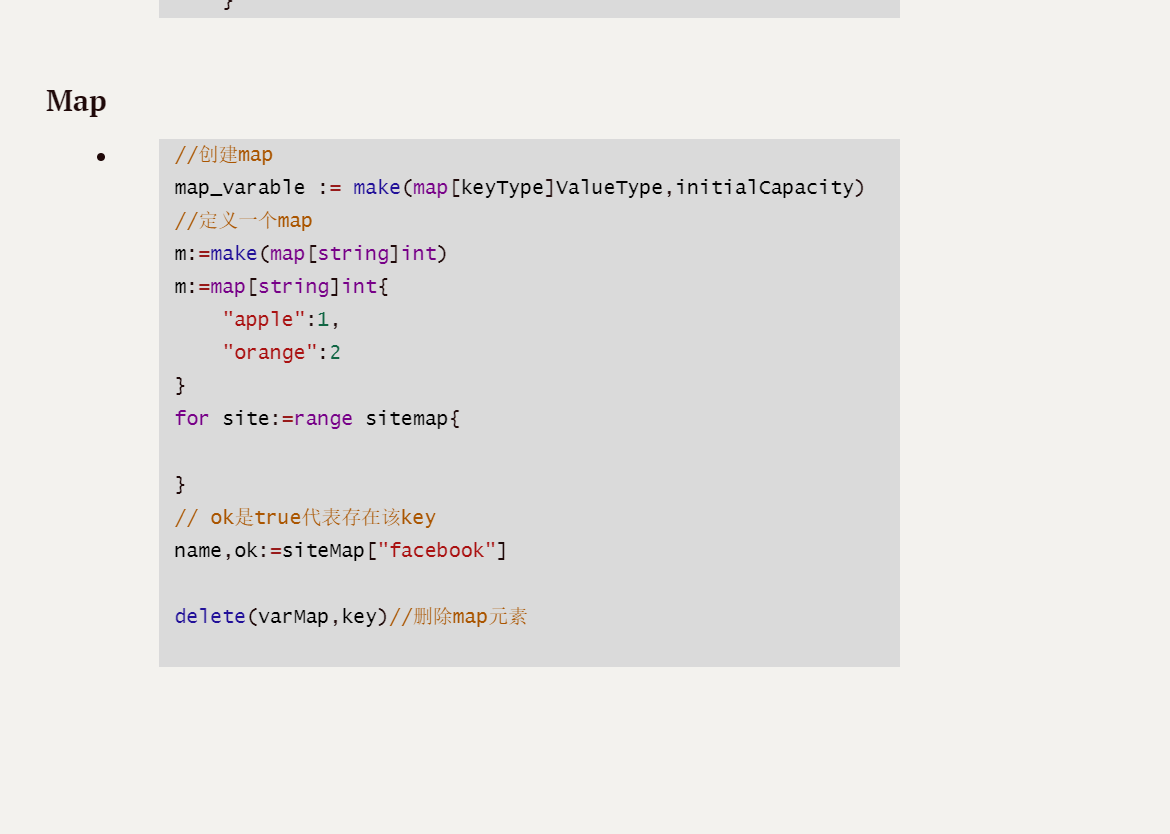 }
Map
//创建map
map_varable := make(map[keyType]ValueType,initialCapacity)
//定义一个map
m:=make(map[string]int)
m:=map[string]int{
    "apple":1,
    "orange":2
}
for site:=range sitemap{
}
// ok是true代表存在该key
name,ok:=siteMap["facebook"]
delete(varMap,key)//删除map元素